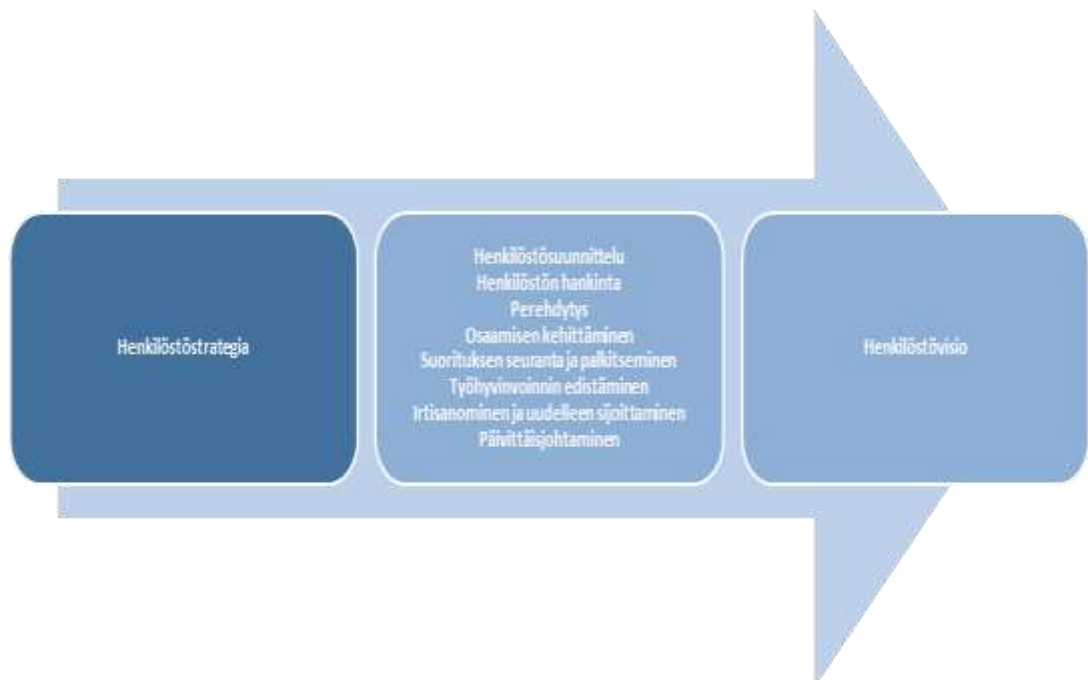 Henkilöstöstrategia
Henkilöstösuunnittelu
Henkilöstön hankinta
Perehdytys
Osaamisen kehittäminen
Suorituksen seuranta ja palkitseminen
Työhyvinvoinnin edistäminen
Irtisanominen ja uudelleen sijoittaminen
Päivittäisjohtaminen
Henkilöstövisio